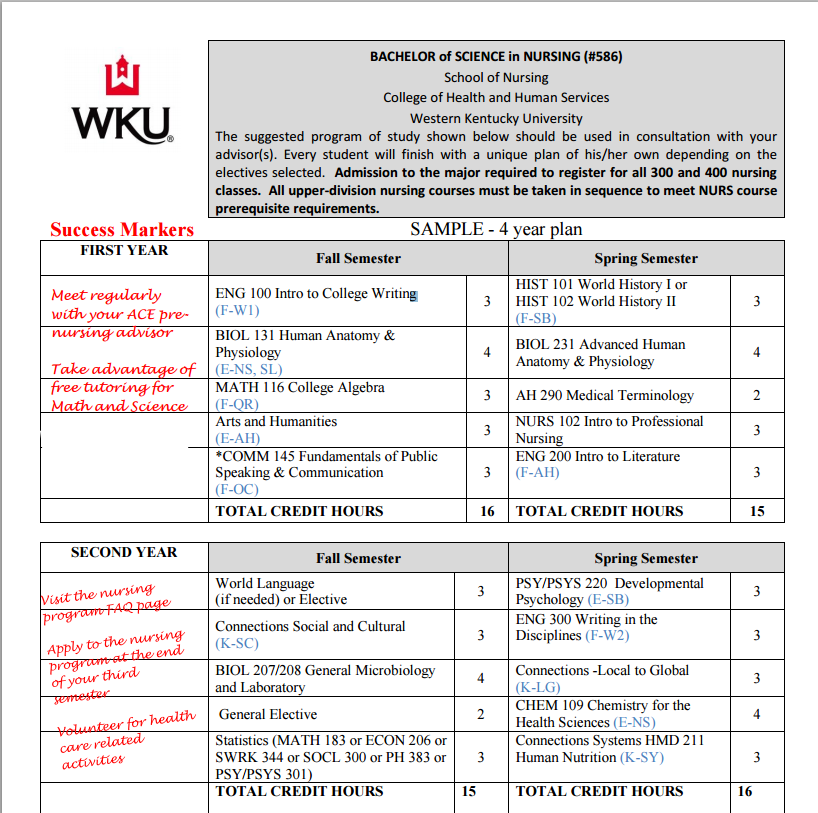 WKU®
BACHELOR of SCIENCE in NURSING (#586)
School of Nursing
College of Health and Human Services
Western Kentucky University
The suggested program of study shown below should be used in consultation with your
advisor(s). Every student will finish with a unique plan of his/her own depending on the
electives selected. Admission to the major required to register for all 300 and 400 nursing
classes. All upper-division nursing courses must be taken in sequence to meet NURS course
prerequisite requirements.
Success Markers
SAMPLE - 4 year plan
FIRST YEAR
Fall Semester
Spring Semester
Meet regularly
with your ACE pre-
nursing advisor
Take advantage of
free tutoring for
Math and Science
ENG 100 Intro to College Writing
(F-W1)
3
HIST 101 World History I or
HIST 102 World History II
(F-SB)
3
BIOL 131 Human Anatomy &
Physiology
(E-NS, SL)
4
BIOL 231 Advanced Human
Anatomy & Physiology
4
MATH 116 College Algebra
(F-QR)
3
AH 290 Medical Terminology
2
Arts and Humanities
(E-AH)
3
NURS 102 Intro to Professional
Nursing
3
*COMM 145 Fundamentals of Public
Speaking & Communication
(F-OC)
3
ENG 200 Intro to Literature
(F-AH)
3
TOTAL CREDIT HOURS
16
TOTAL CREDIT HOURS
15
SECOND YEAR
Fall Semester
Spring Semester
Visit the nursing
program FAQ page
Apply to the nursing
program at the end
of your third
semester
Volunteer for health
care related
activities
World Language
(if needed) or Elective
3
PSY/PSYS 220 Developmental
Psychology (E-SB)
3
Connections Social and Cultural
(K-SC)
3
ENG 300 Writing in the
Disciplines (F-W2)
3
BIOL 207/208 General Microbiology
and Laboratory
4
Connections -Local to Global
(K-LG)
3
General Elective
2
CHEM 109 Chemistry for the
Health Sciences (E-NS)
4
Statistics (MATH 183 or ECON 206 or
SWRK 344 or SOCL 300 or PH 383 or
PSY/PSYS 301)
3
Connections Systems HMD 211
Human Nutrition (K-SY)
3
TOTAL CREDIT HOURS
15
TOTAL CREDIT HOURS
16